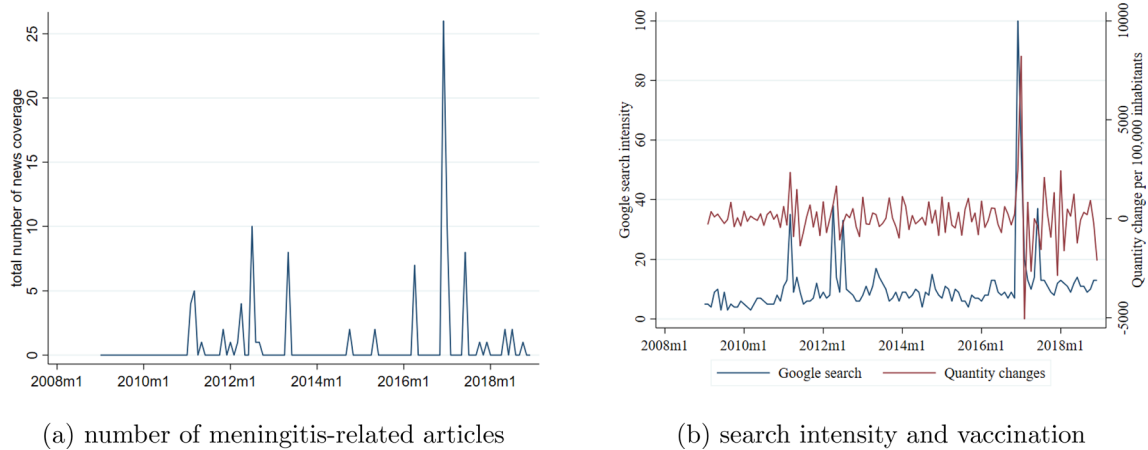 total number of news coverage
25
20
15
10
5
0
2008m1 2010m1 2012m1 2014m1 2016m1 2018m1
(a) number of meningitis-related articles
Google search intensity
100
80
60
40
20
0
Quantity changes per 100,000 inhabitants
10000
5000
0
-5000
2008m1 2010m1 2012m1 2014m1 2016m1 2018m1
Google search Quantity changes
(b) search intensity and vaccination